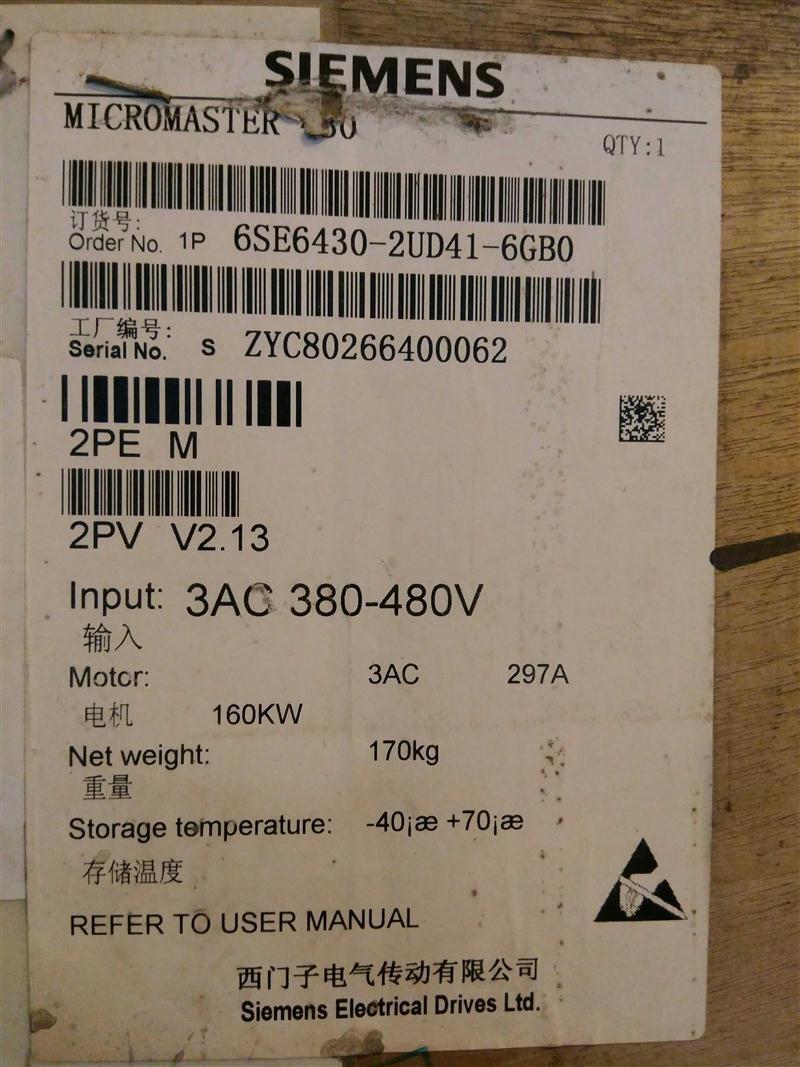 SIEMENS
MICROMASTER
QTY:1
订货号:
Order No. 1P 6SE6430-2UD41-6GB0
工厂编号:
Serial No. S ZYC80266400062
2PE M
2PV V2.13
Input: 3AC 380-480V
输入
Motor: 3AC 297A
电机 160KW
Net weight: 170kg
重量
Storage temperature: -40¡æ +70¡æ
存储温度
REFER TO USER MANUAL
西门子电气传动有限公司
Siemens Electrical Drives Ltd.